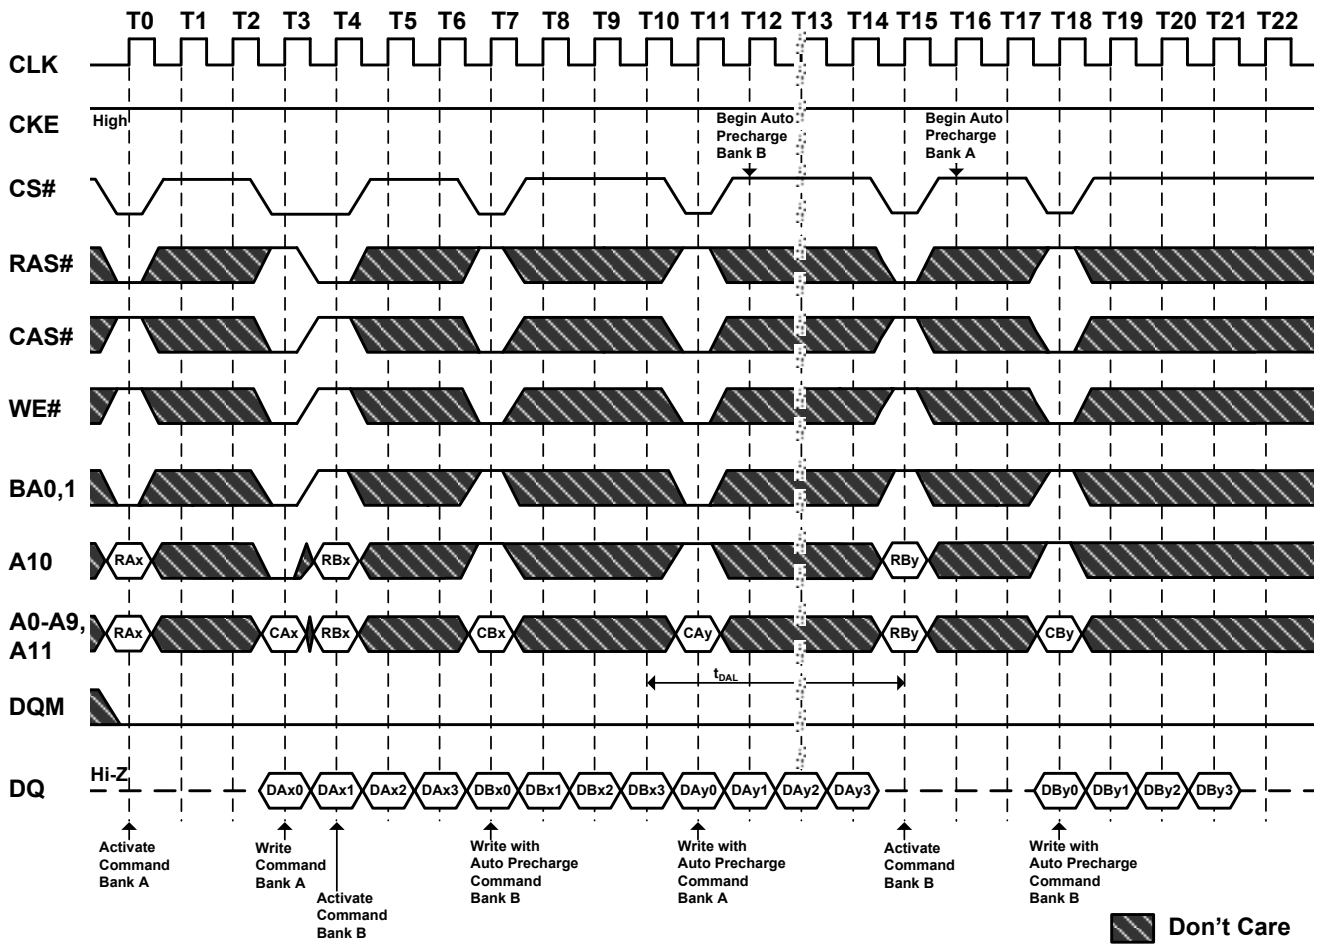 T0 T1 T2 T3 T4 T5 T6 T7 T8 T9 T10 T11 T12 T13 T14 T15 T16 T17 T18 T19 T20 T21 T22
CLK
CKE
High
Begin Auto
Precharge
Bank B
Begin Auto
Precharge
Bank A
CS#
RAS#
CAS#
WE#
BA0,1
A10
RAx RBx RBy
A0-A9,
A11
RAx CAx RBx CBx CAy RBy CBy
tDAL
DQM
DQ
Hi-Z
DAx0 DAx1 DAx2 DAx3 DBx0 DBx1 DBx2 DBx3 DAy0 DAy1 DAy2 DAy3 DBy0 DBy1 DBy2 DBy3
Activate
Command
Bank A
Write
Command
Bank A
Activate
Command
Bank B
Write with
Auto Precharge
Command
Bank B
Write with
Auto Precharge
Command
Bank A
Activate
Command
Bank B
Write with
Auto Precharge
Command
Bank B
Don't Care